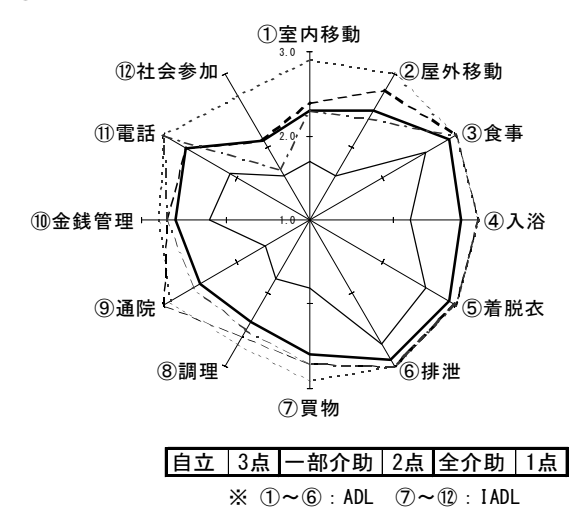 ①室内移動
3.0
⑫社会参加
②屋外移動
⑪電話
2.0
③食事
⑩金銭管理
1.0
④入浴
⑨通院
⑤着脱衣
⑧調理
⑥排泄
⑦買物
自立 3点 一部介助 2点 全介助 1点
※ ①～⑥：ADL ⑦～⑫：IADL